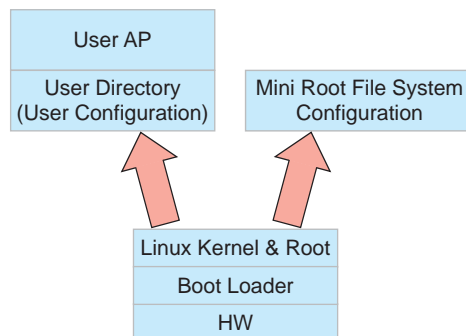 User AP
User Directory
(User Configuration)
Mini Root File System
Configuration
Linux Kernel & Root
Boot Loader
HW